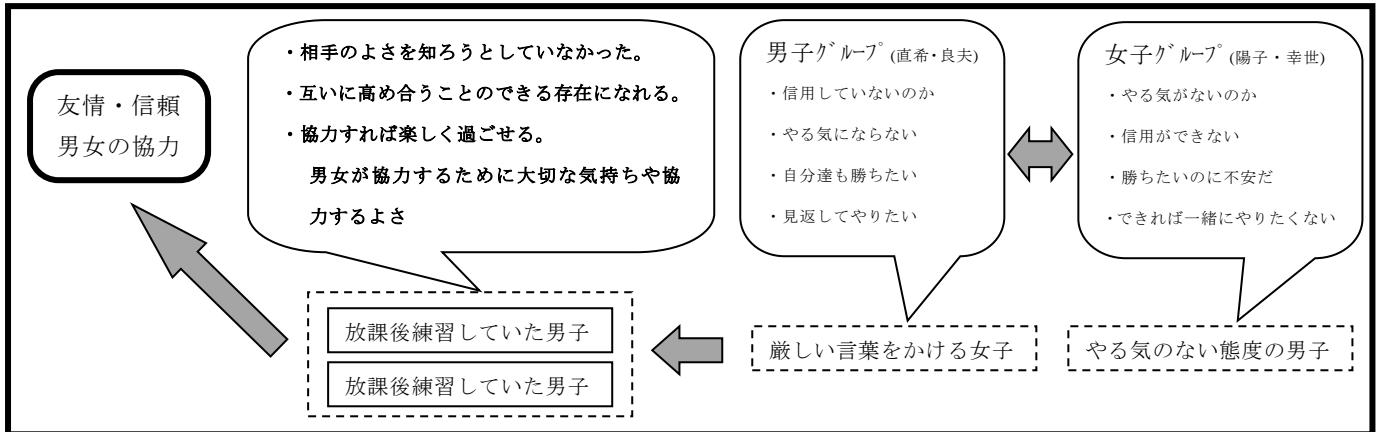 友情・信頼
男女の協力
・相手のよさを知ろうとしていなかった。
・互いに高め合うことのできる存在になれる。
・協力すれば楽しく過ごせる。
男女が協力するために大切な気持ちや協
力するよさ
男子グループ(直希・良夫)
・信用していないのか
・やる気にならない
・自分達も勝ちたい
・見返してやりたい
女子グループ(陽子・幸世)
・やる気がないのか
・信用ができない
・勝ちたいのに不安だ
・できれば一緒にやりたくない
放課後練習していた男子
放課後練習していた男子
厳しい言葉をかける女子
やる気のない態度の男子